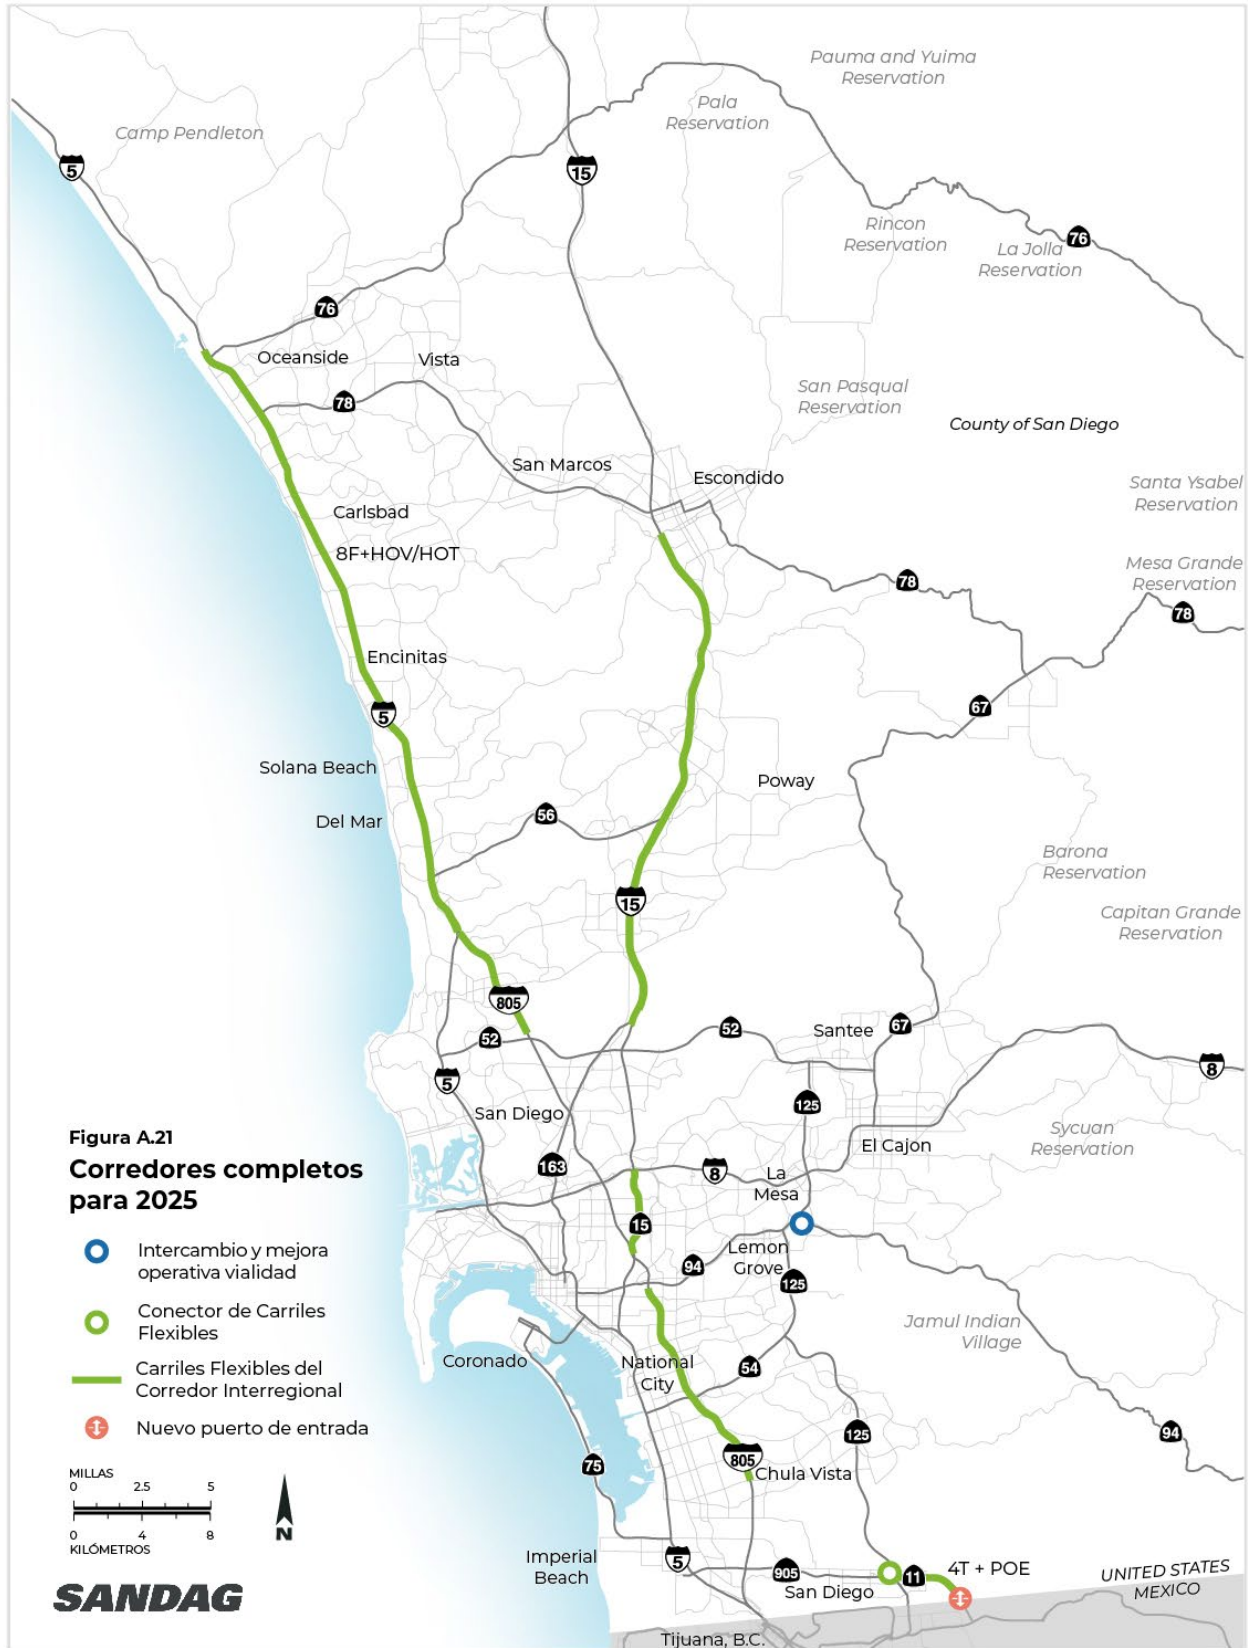 Pauma and Yuima
Reservation
Pala
Reservation
Camp Pendleton
5
15
Rincon
Reservation
76
La Jolla
Reservation
76
Oceanside
Vista
San Pasqual
Reservation
78
County of San Diego
San Marcos
Escondido
Santa Ysabel
Reservation
Carlsbad
8F+HOV/HOT
Mesa Grande
Reservation
78
78
Encinitas
67
5
Solana Beach
Poway
56
Del Mar
Barona
Reservation
15
Capitan Grande
Reservation
805
52
52
Santee
67
8
5
125
San Diego
Sycuan
Reservation
El Cajon
163
8
La
Mesa
15
Lemon
Grove
94
125
Jamul Indian
Village
Coronado
National
City
54
125
94
75
805
Chula Vista
Imperial
Beach
5
905
San Diego
11
4T + POE
UNITED STATES
MEXICO
Tijuana, B.C.
Figura A.21
Corredores completos
para 2025
Intercambio y mejora
operativa vialidad
Conector de Carriles
Flexibles
Carriles Flexibles del
Corredor Interregional
Nuevo puerto de entrada
MILLAS
0 2.5 5
0 4 8
KILÓMETROS
N
SANDAG